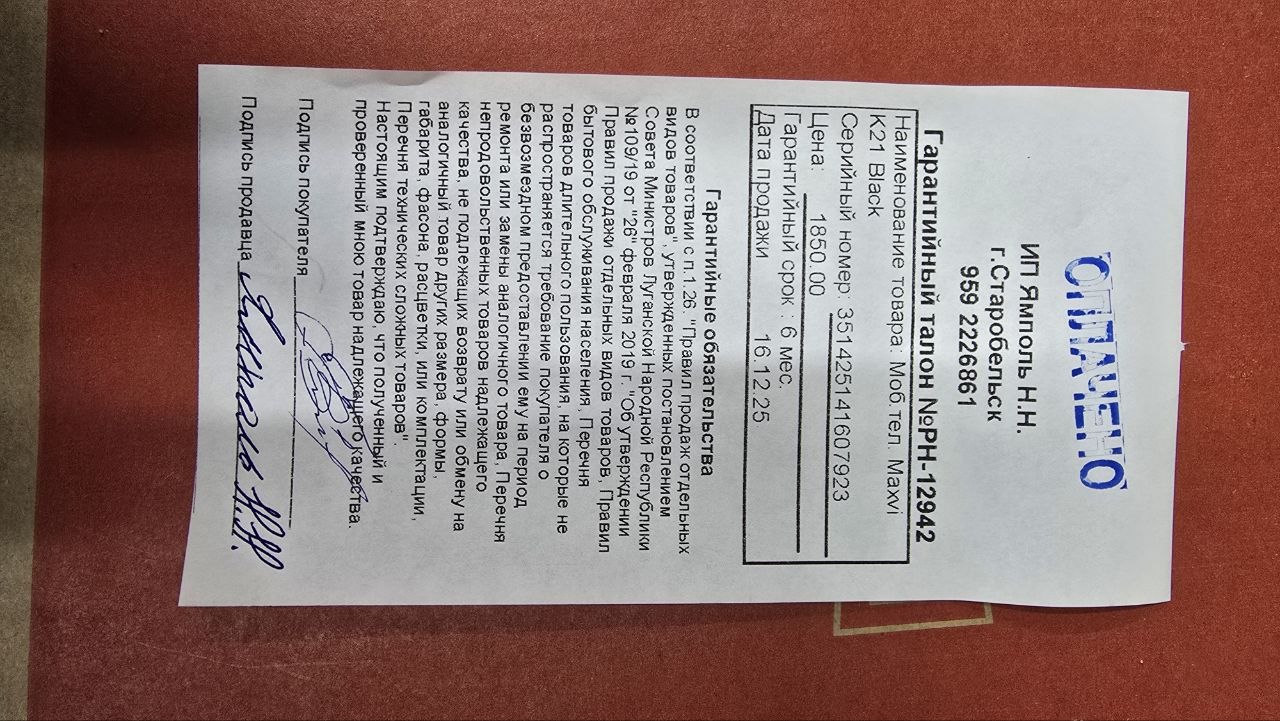 ОПЛАЧЕНО
ИП Ямполь Н.Н.
г.Старобельск
959 2226861
Гарантийный талон №РН-12942
Наименование товара: Моб.тел. Maxvi
K21 Black
Серийный номер: 351425141607923
Цена: 1850.00
Гарантийный срок : 6 мес.
Дата продажи 16.12.25
Гарантийные обязательства
В соответствии с п.1.26. "Правил продаж отдельных
видов товаров", утвержденных постановлением
Совета Министров Луганской Народной Республики
№109/19 от "26" февраля 2019 г. "Об утверждении
Правил продажи отдельных видов товаров, Правил
бытового обслуживания населения, Перечня
товаров длительного пользования, на которые не
распространяется требование покупателя о
безвозмездном предоставлении ему на период
ремонта или замены аналогичного товара, Перечня
непродовольственных товаров надлежащего
качества, не подлежащих возврату или обмену на
аналогичный товар других размера, формы,
габарита, фасона, расцветки, или комплектации,
Перечня технических сложных товаров"
Настоящим подтверждаю, что полученный и
проверенный мною товар надлежащего качества.
Подпись покупателя
Подпись продавца Ямполь Н.Н.